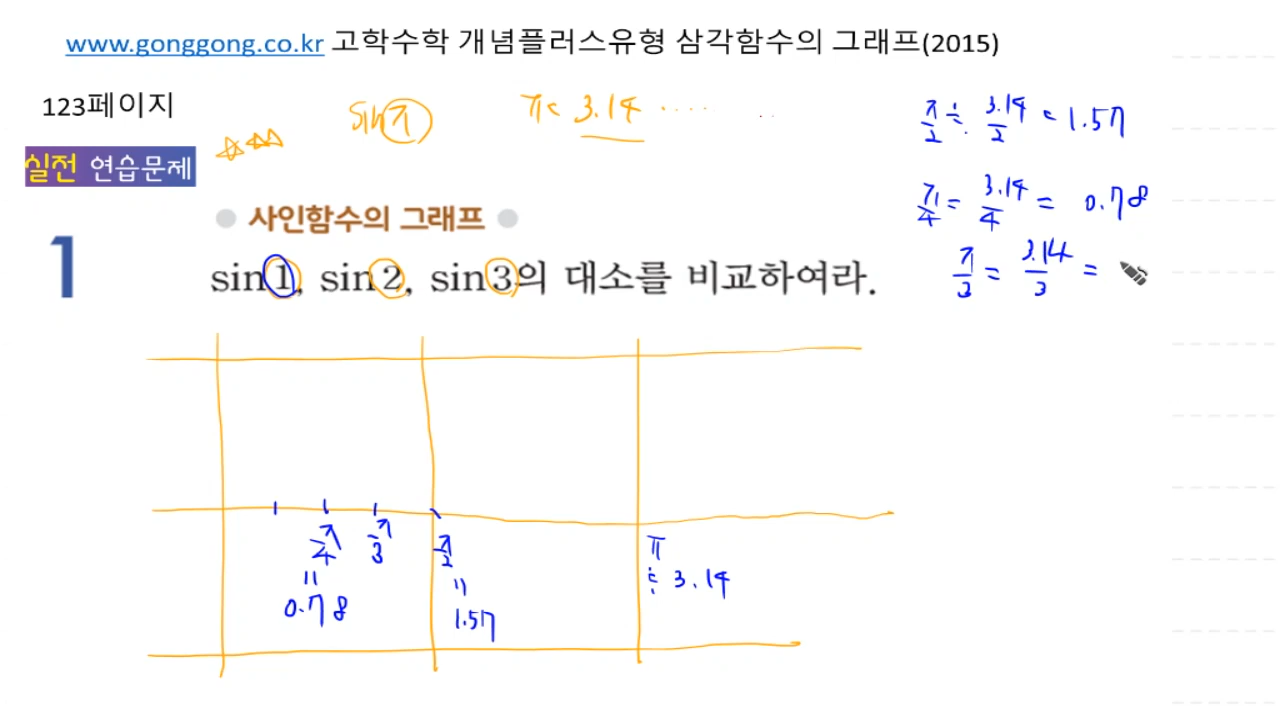 www.gonggong.co.kr 고학수학 개념플러스유형 삼각함수의 그래프(2015)
123페이지
sin π
π = 3.14 ....
π/2 ≒ 3.14/2 = 1.57
실전 연습문제
π/4 = 3.14/4 = 0.78
사인함수의 그래프
π/3 = 3.14/3 =
1
sin 1, sin 2, sin 3의 대소를 비교하여라.
π/4 π/3 π/2 π
= = ≒ 3.14
0.78 1.57